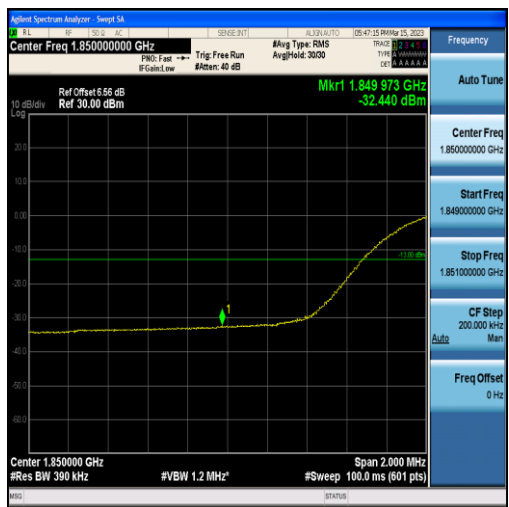 Agilent Spectrum Analyzer - Swept SA
RL RF 50 Ω AC SENSE:INT ALIGN AUTO 05:47:15 PM Mar 15, 2023
Center Freq 1.850000000 GHz
PNO: Fast
IFGain:Low
Trig: Free Run
#Atten: 40 dB
#Avg Type: RMS
Avg|Hold: 30/30
TRACE 1 2 3 4 5 6
TYPE A
DET A A A A A A
Frequency
Auto Tune
Center Freq
1.850000000 GHz
Start Freq
1.849000000 GHz
Stop Freq
1.851000000 GHz
CF Step
200.000 kHz
Auto Man
Freq Offset
0 Hz
Mkr1 1.849 973 GHz
-32.440 dBm
Ref Offset 6.56 dB
10 dB/div Ref 30.00 dBm
Log
20.0
10.0
0.00
-10.0
-13.00 dBm
-20.0
-30.0
1
-40.0
-50.0
-60.0
Center 1.850000 GHz Span 2.000 MHz
#Res BW 390 kHz #VBW 1.2 MHz* #Sweep 100.0 ms (601 pts)
MSG STATUS